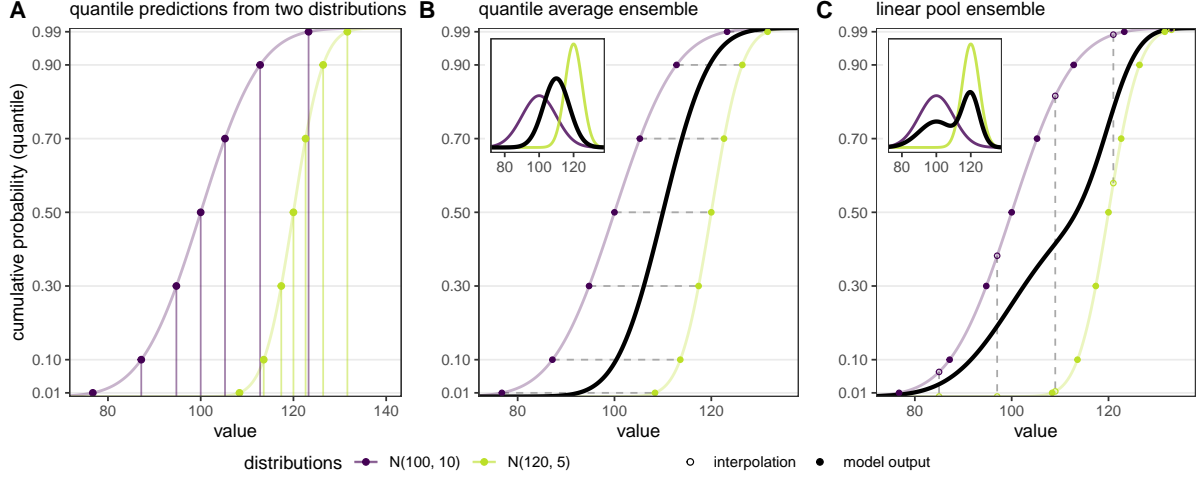 A quantile predictions from two distributions
B quantile average ensemble
C linear pool ensemble
cumulative probability (quantile)
0.99
0.90
0.70
0.50
0.30
0.10
0.01
80 100 120 140
value
0.99
0.90
0.70
0.50
0.30
0.10
0.01
80 100 120
80 100 120
value
0.99
0.90
0.70
0.50
0.30
0.10
0.01
80 100 120
80 100 120
value
distributions N(100, 10) N(120, 5) interpolation model output